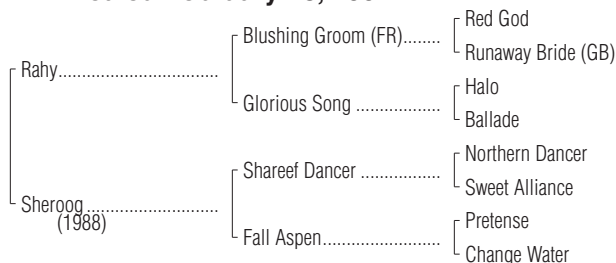 Red God
Blushing Groom (FR)........
Runaway Bride (GB)
Rahy......................................
Halo
Glorious Song ....................
Ballade
Northern Dancer
Shareef Dancer ...................
Sweet Alliance
Sheroog................................
(1988)
Pretense
Fall Aspen............................
Change Water